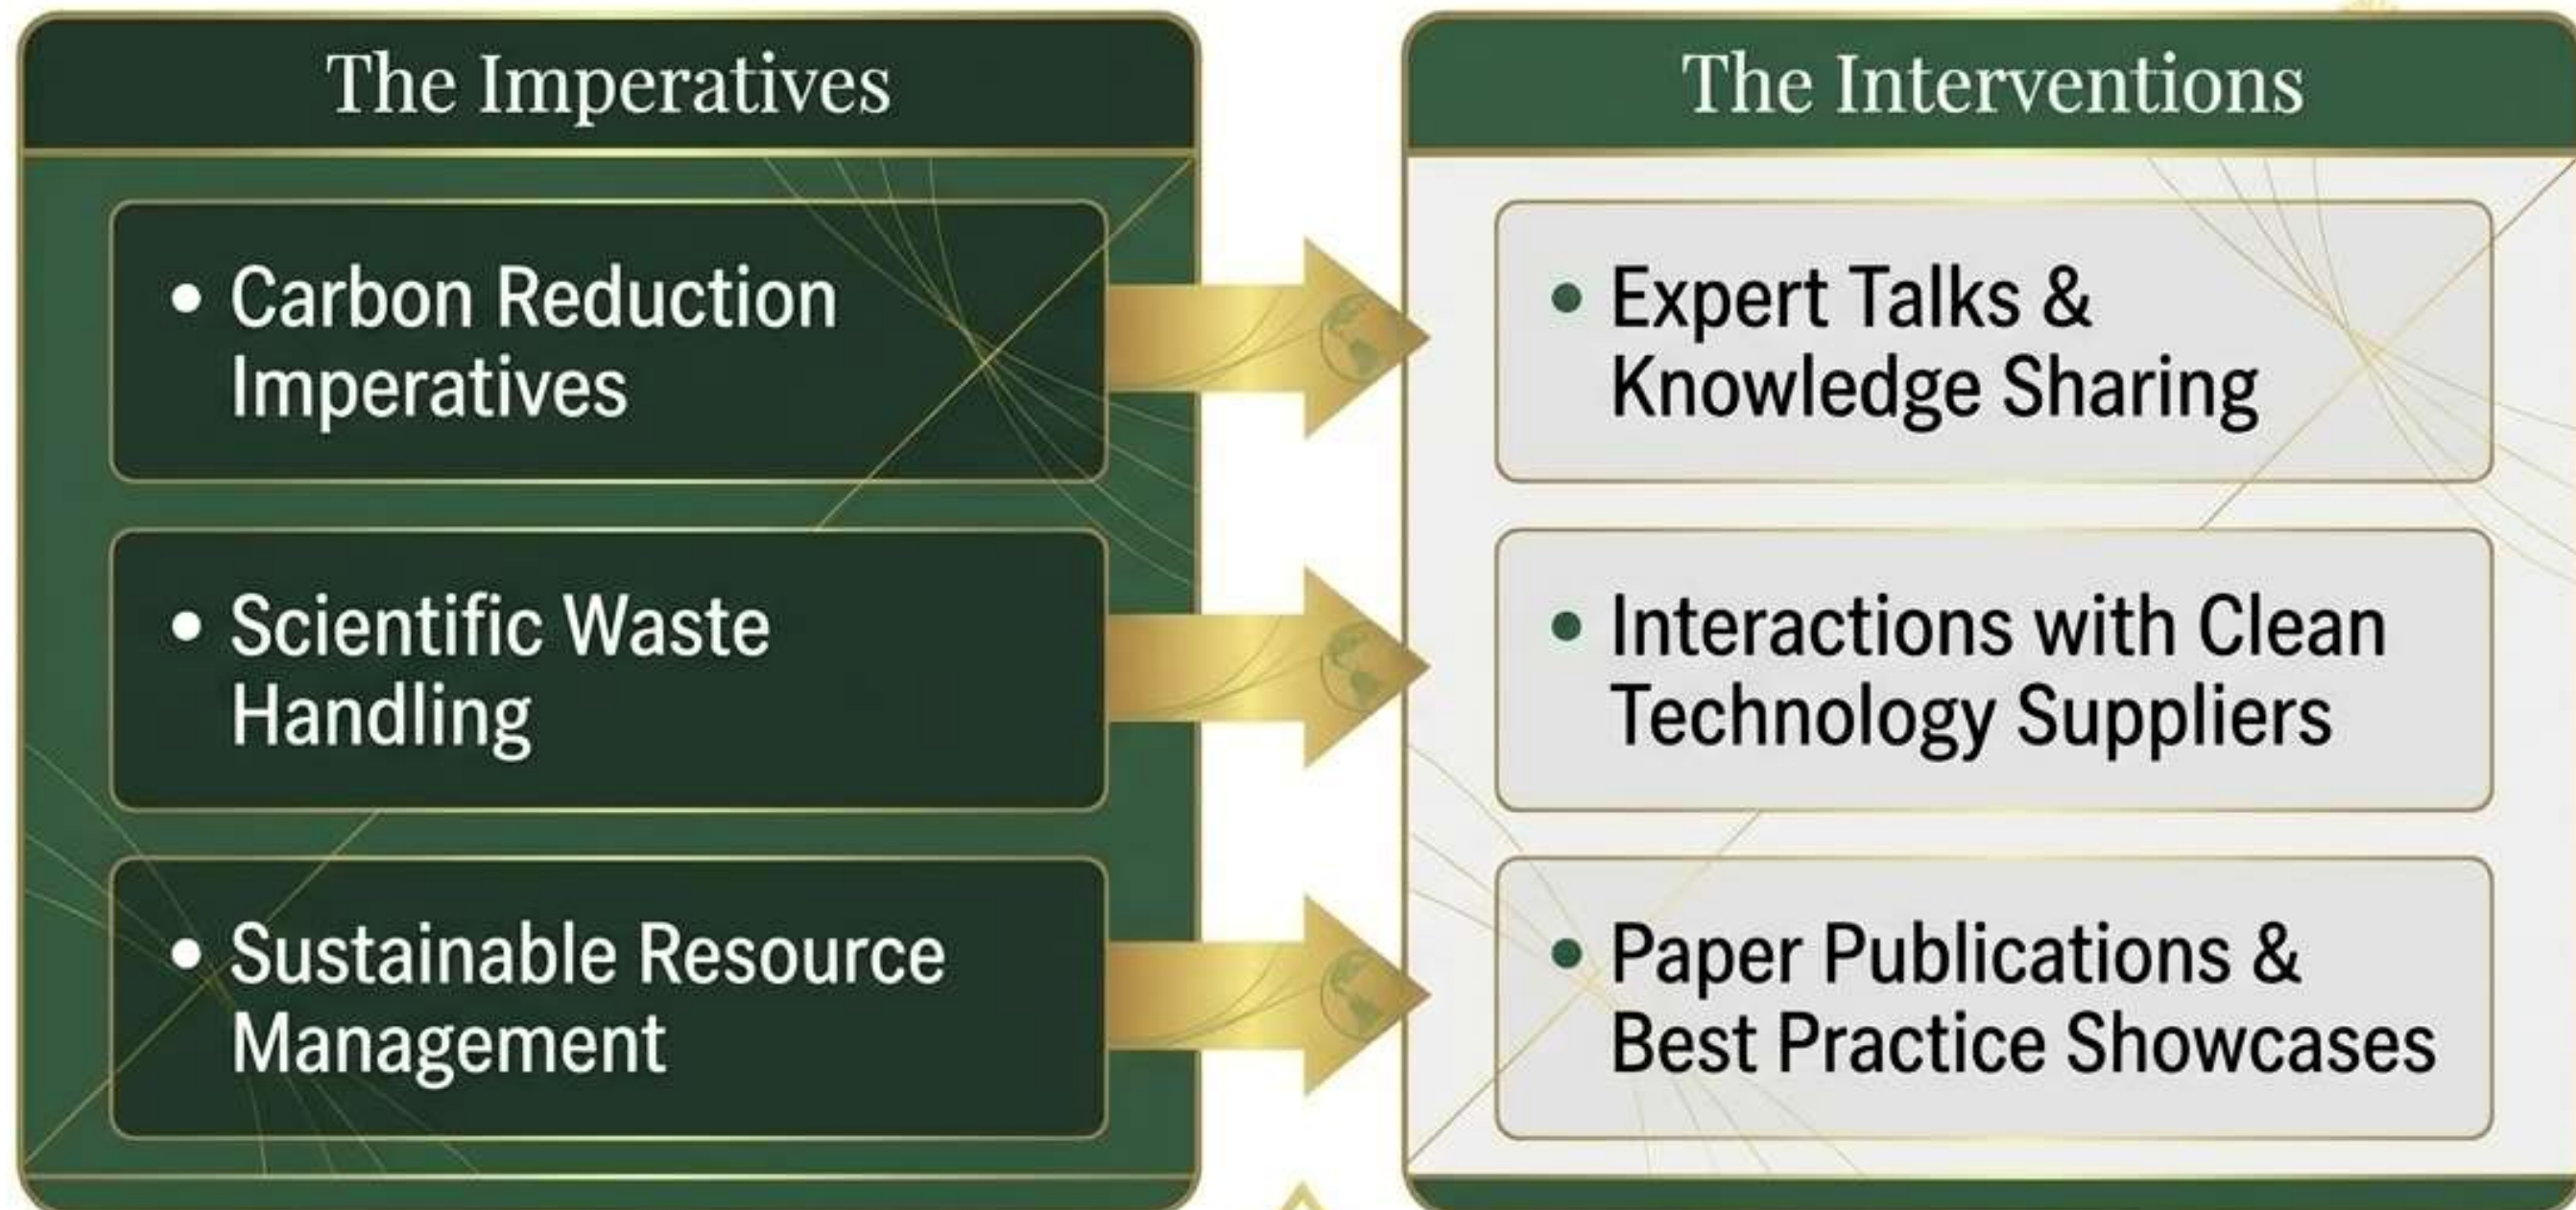 The Imperatives
• Carbon Reduction
Imperatives
• Scientific Waste
Handling
• Sustainable Resource
Management
The Interventions
• Expert Talks &
Knowledge Sharing
• Interactions with Clean
Technology Suppliers
• Paper Publications &
Best Practice Showcases